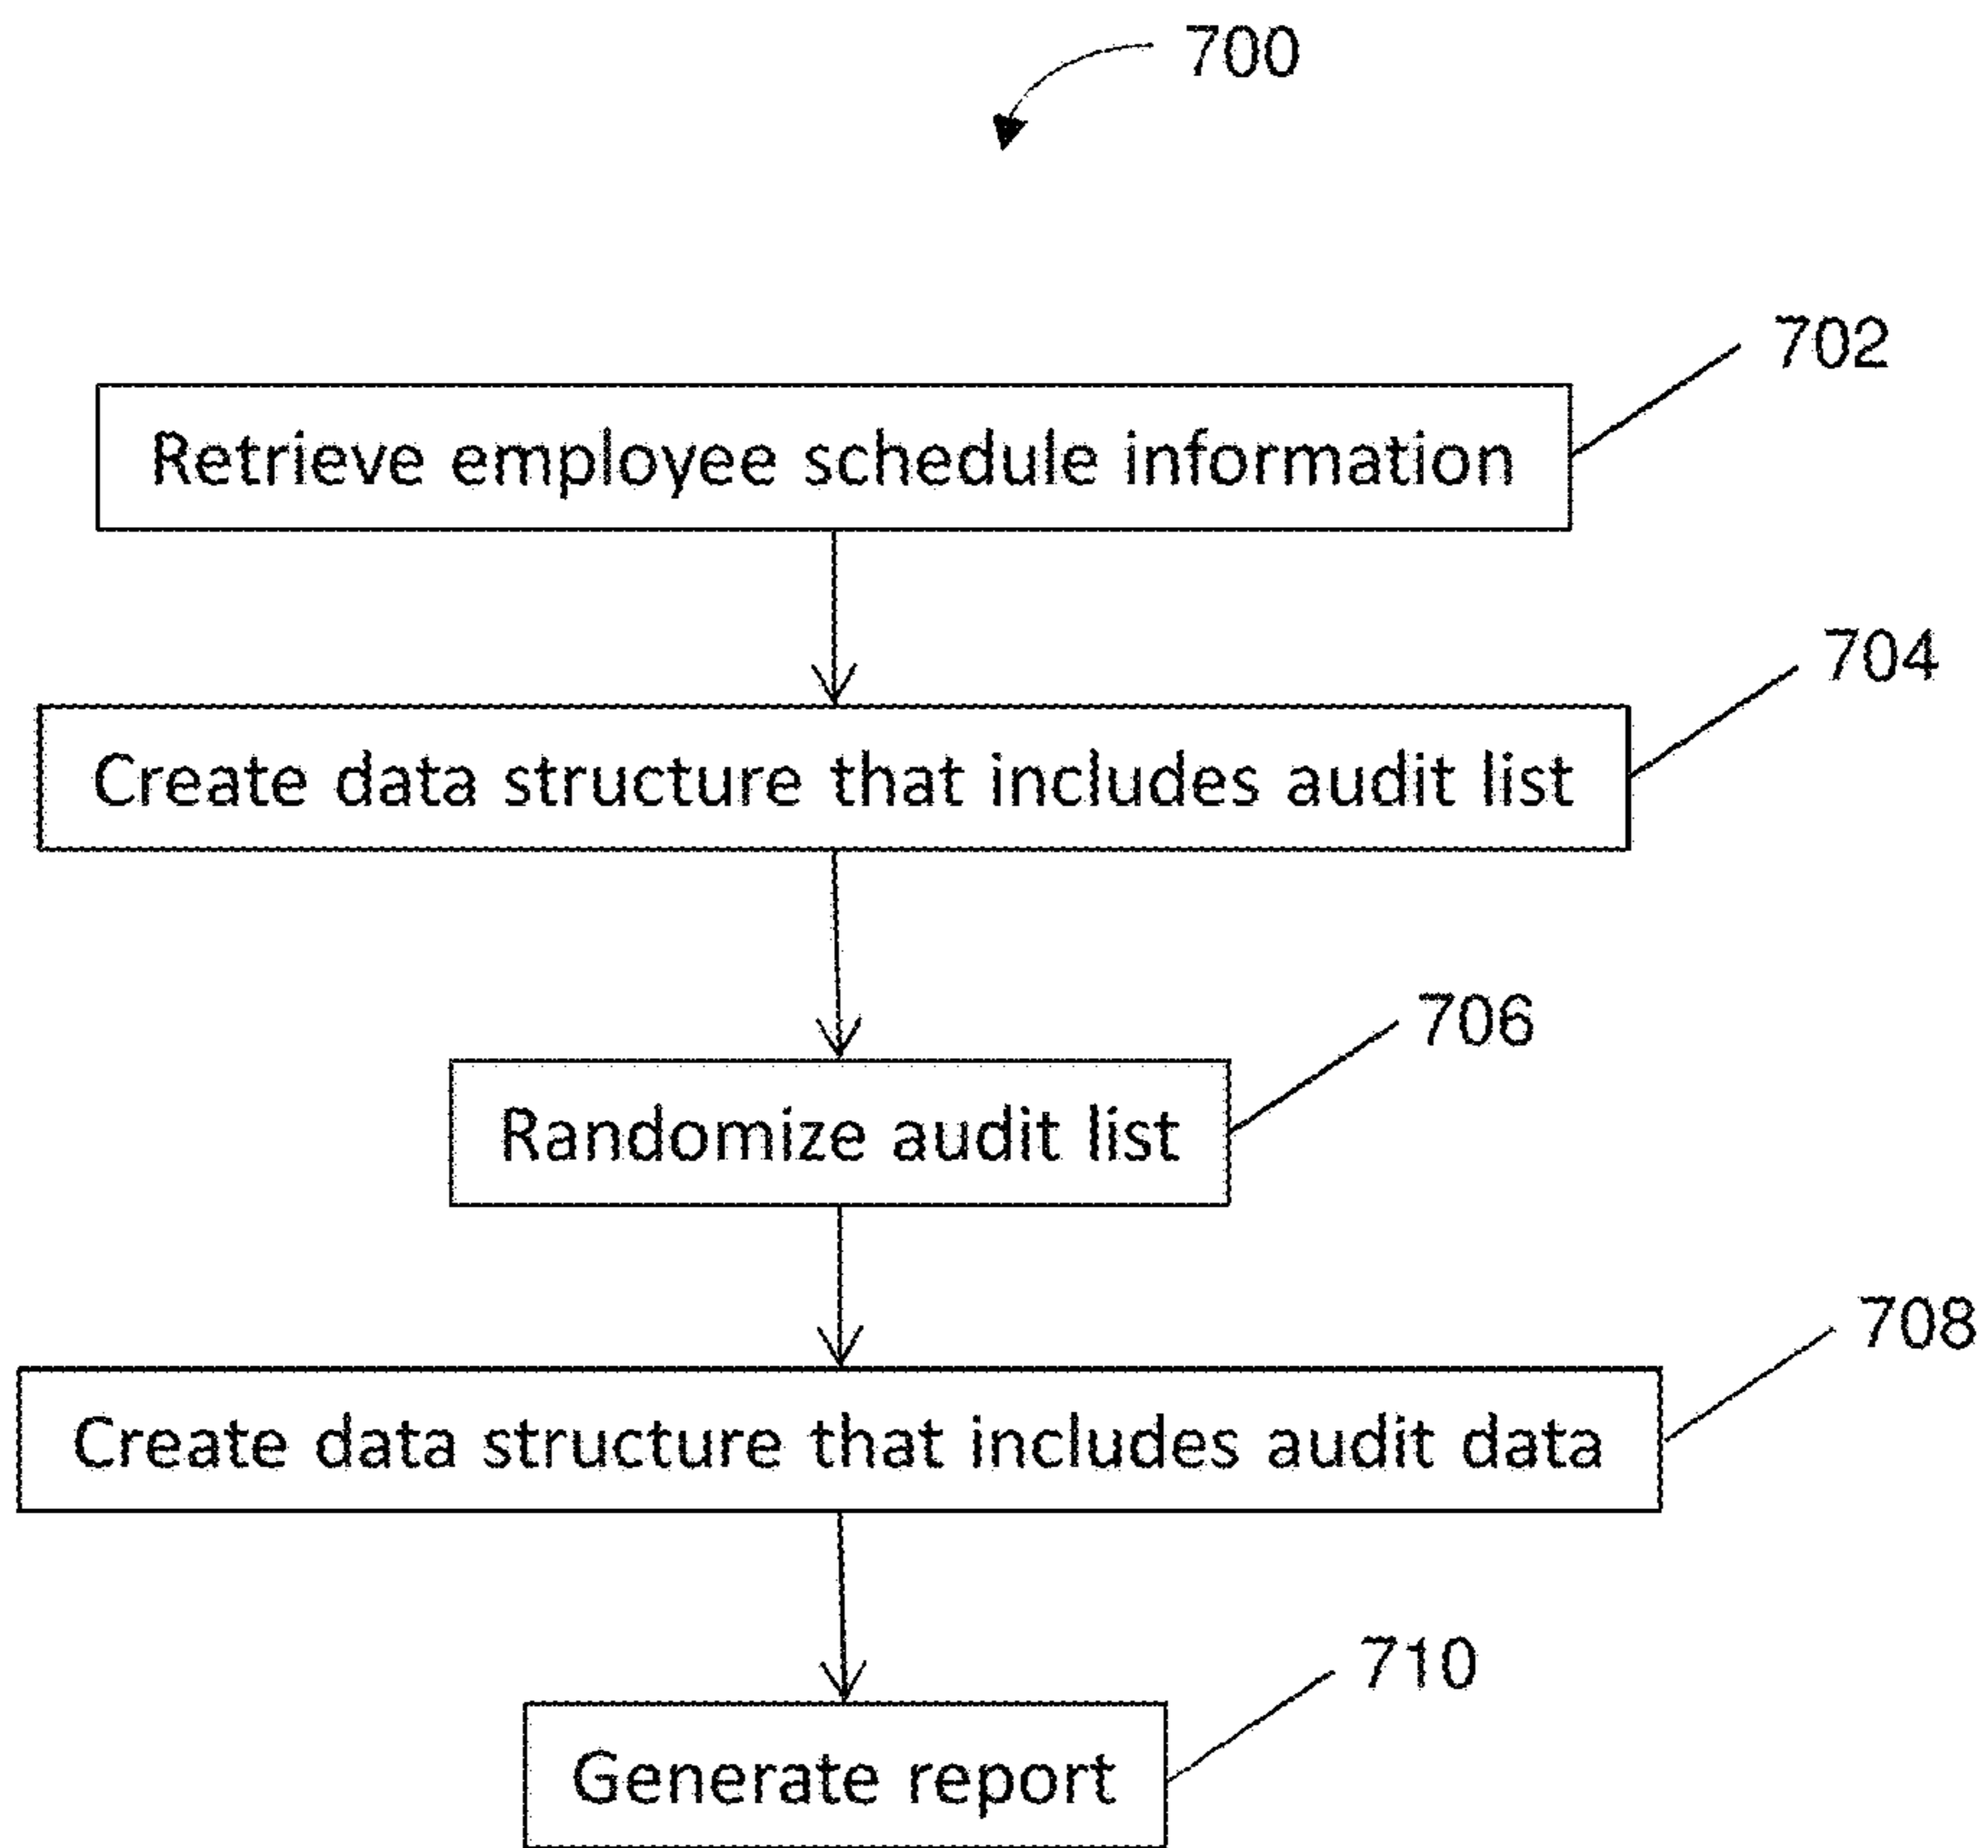 700
702
Retrieve employee schedule information
704
Create data structure that includes audit list
706
Randomize audit list
708
Create data structure that includes audit data
710
Generate report